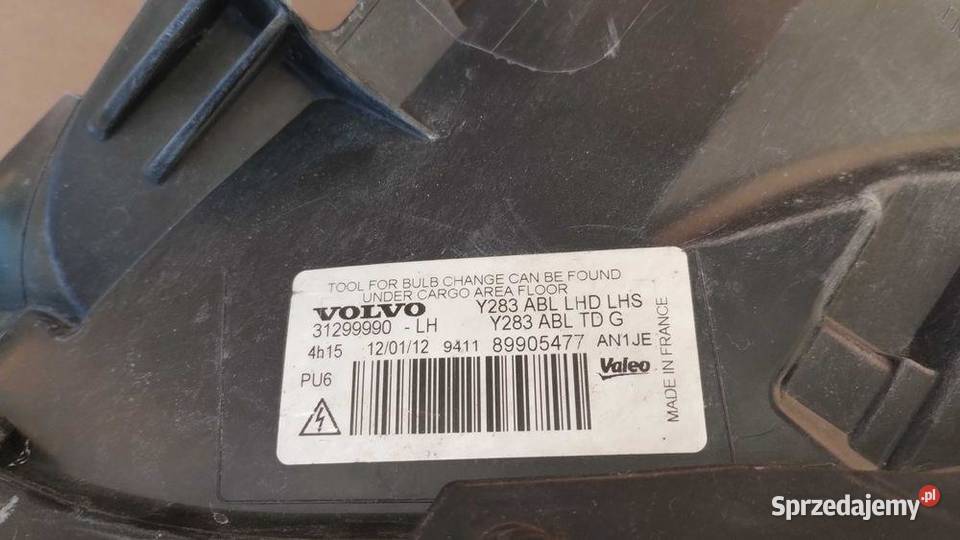 TOOL FOR BULB CHANGE CAN BE FOUND
UNDER CARGO AREA FLOOR
VOLVO Y283 ABL LHD LHS
31299990 - LH Y283 ABL TD G
4h15 12/01/12 9411 89905477 AN1JE
PU6 Valeo
MADE IN FRANCE
Sprzedajemy.pl